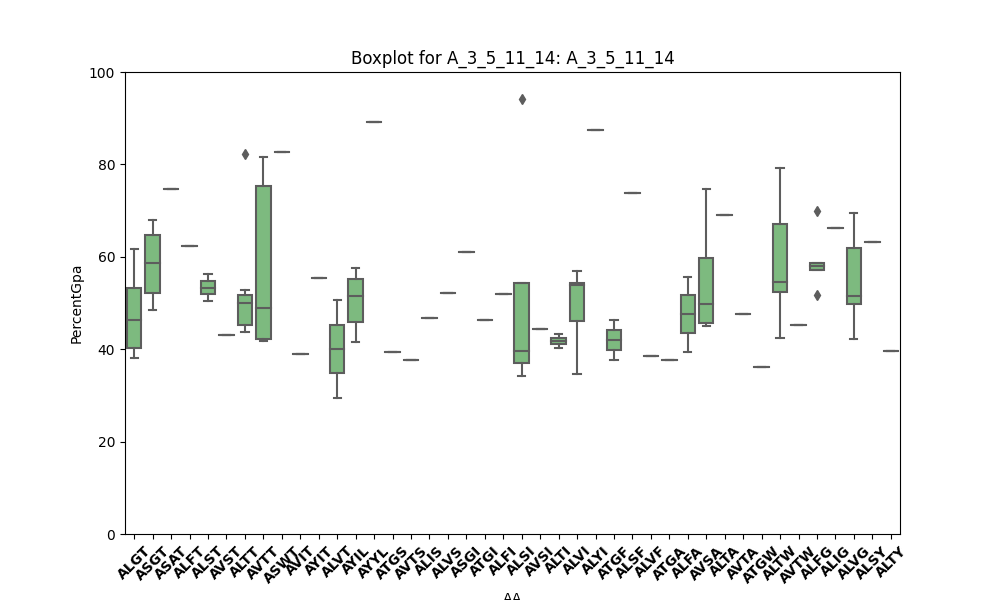 Boxplot for A_3_5_11_14: A_3_5_11_14
100
80
60
40
20
0
PercentGpa
ALGT
ASGT
ASAT
ALFT
ALST
AVST
ALTT
AVTT
ASWT
AVIT
AYIT
ALVT
AYIL
AYYL
ATGS
AVTS
ALIS
ALVS
ASGI
ATGI
ALFI
ALSI
AVSI
ALTI
ALVI
ALYI
ATGF
ALSF
ALVF
ATGA
ALFA
AVSA
ALTA
AVTA
ATGW
ALTW
AVTW
ALFG
ALIG
ALVG
ALSY
ALTY
AA